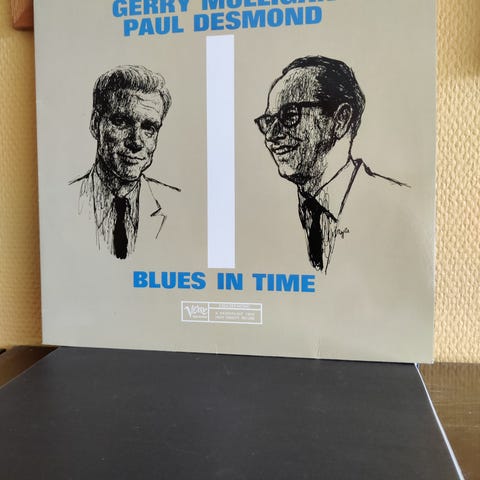 GERRY MULLIGAN
PAUL DESMOND
BLUES IN TIME
Verve